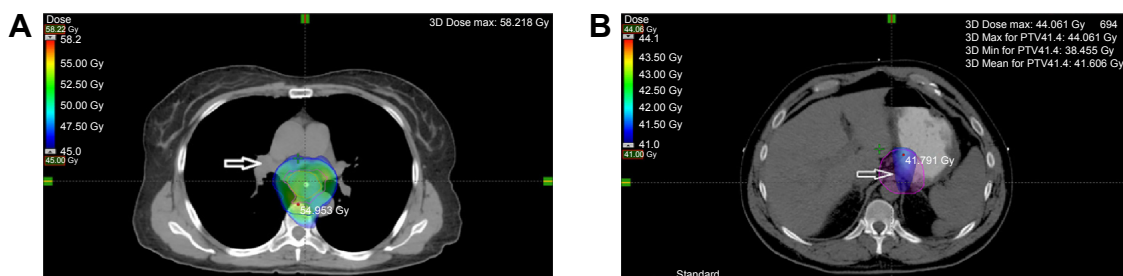 A
Dose
58.22 Gy
58.2
55.00 Gy
52.50 Gy
50.00 Gy
47.50 Gy
45.0
45.00 Gy
3D Dose max: 58.218 Gy
54.953 Gy
B
Dose
44.06 Gy
44.1
43.50 Gy
43.00 Gy
42.50 Gy
42.00 Gy
41.50 Gy
41.0
41.00 Gy
3D Dose max: 44.061 Gy 694
3D Max for PTV41.4: 44.061 Gy
3D Min for PTV41.4: 38.455 Gy
3D Mean for PTV41.4: 41.606 Gy
41.791 Gy
Standard